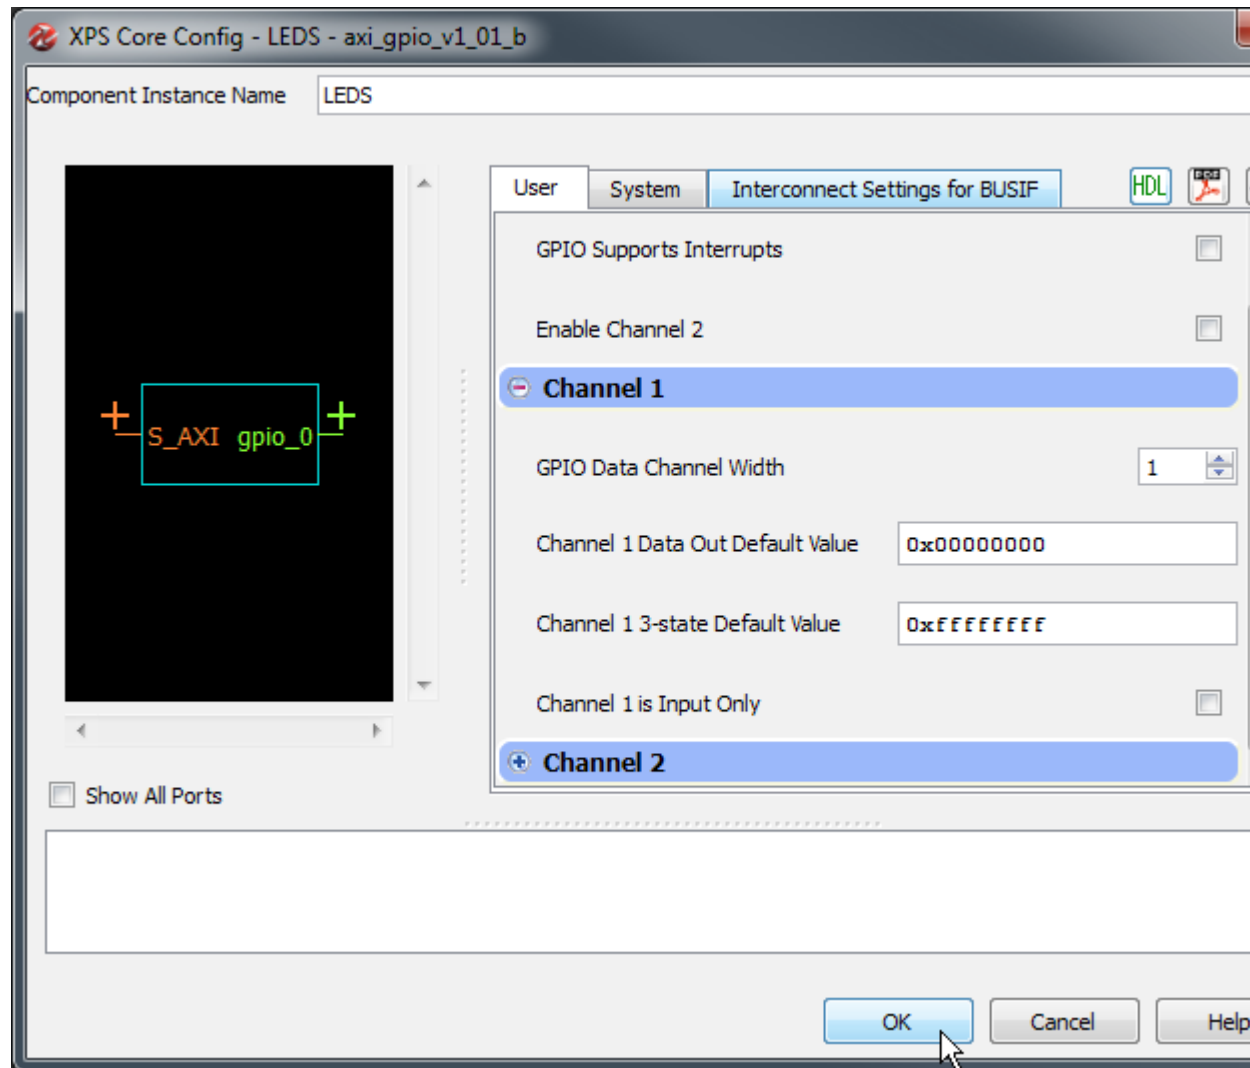 XPS Core Config - LEDS - axi_gpio_v1_01_b
Component Instance Name LEDS
User System Interconnect Settings for BUSIF HDL PDF
GPIO Supports Interrupts
Enable Channel 2
Channel 1
S_AXI gpio_0
GPIO Data Channel Width 1
Channel 1 Data Out Default Value 0x00000000
Channel 1 3-state Default Value 0xffffffff
Channel 1 is Input Only
Channel 2
Show All Ports
OK Cancel Help